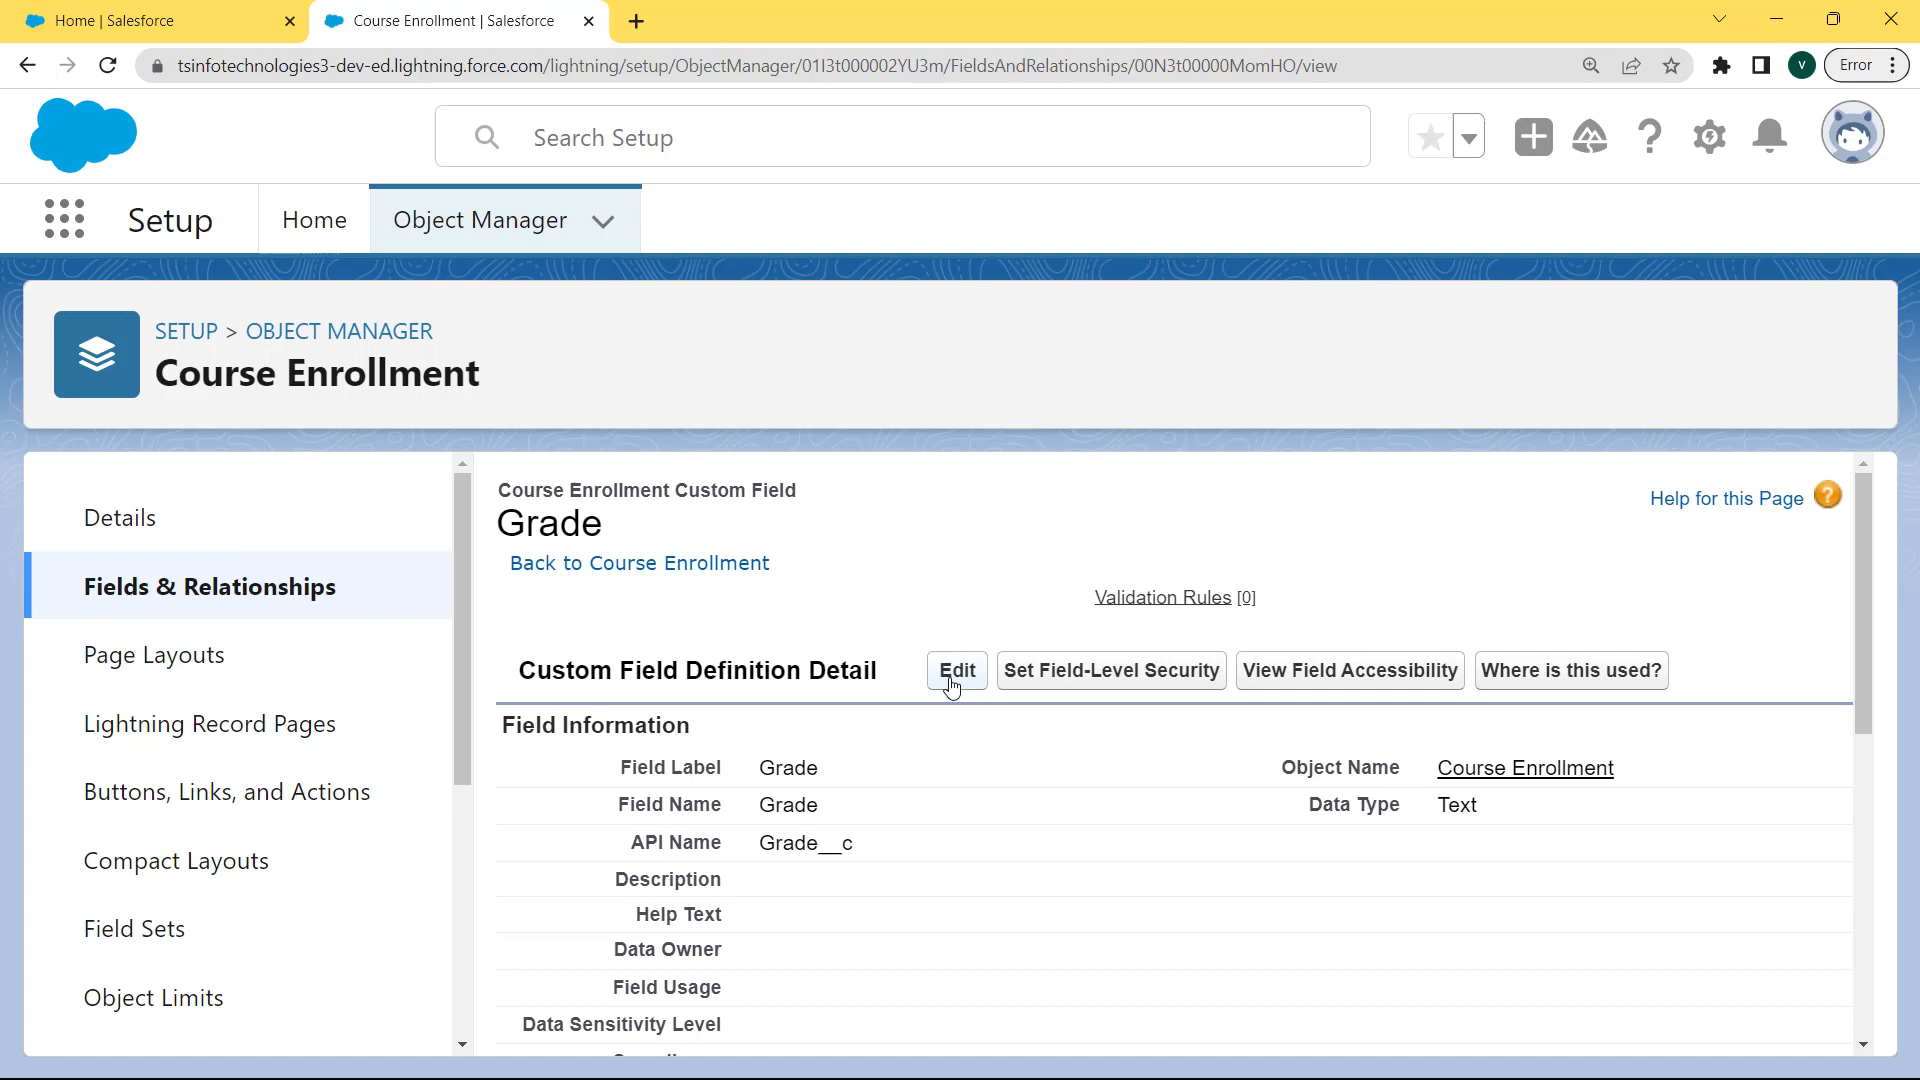 Home | Salesforce
Course Enrollment | Salesforce
tsinfotechnologies3-dev-ed.lightning.force.com/lightning/setup/ObjectManager/01I3t000002YU3m/FieldsAndRelationships/00N3t00000MomHO/view
V
Error
Search Setup
Setup
Home
Object Manager
SETUP > OBJECT MANAGER
Course Enrollment
Details
Fields & Relationships
Page Layouts
Lightning Record Pages
Buttons, Links, and Actions
Compact Layouts
Field Sets
Object Limits
Course Enrollment Custom Field
Grade
Back to Course Enrollment
Help for this Page ?
Validation Rules [0]
Custom Field Definition Detail
Edit
Set Field-Level Security
View Field Accessibility
Where is this used?
Field Information
Field Label Grade Object Name Course Enrollment
Field Name Grade Data Type Text
API Name Grade__c
Description
Help Text
Data Owner
Field Usage
Data Sensitivity Level